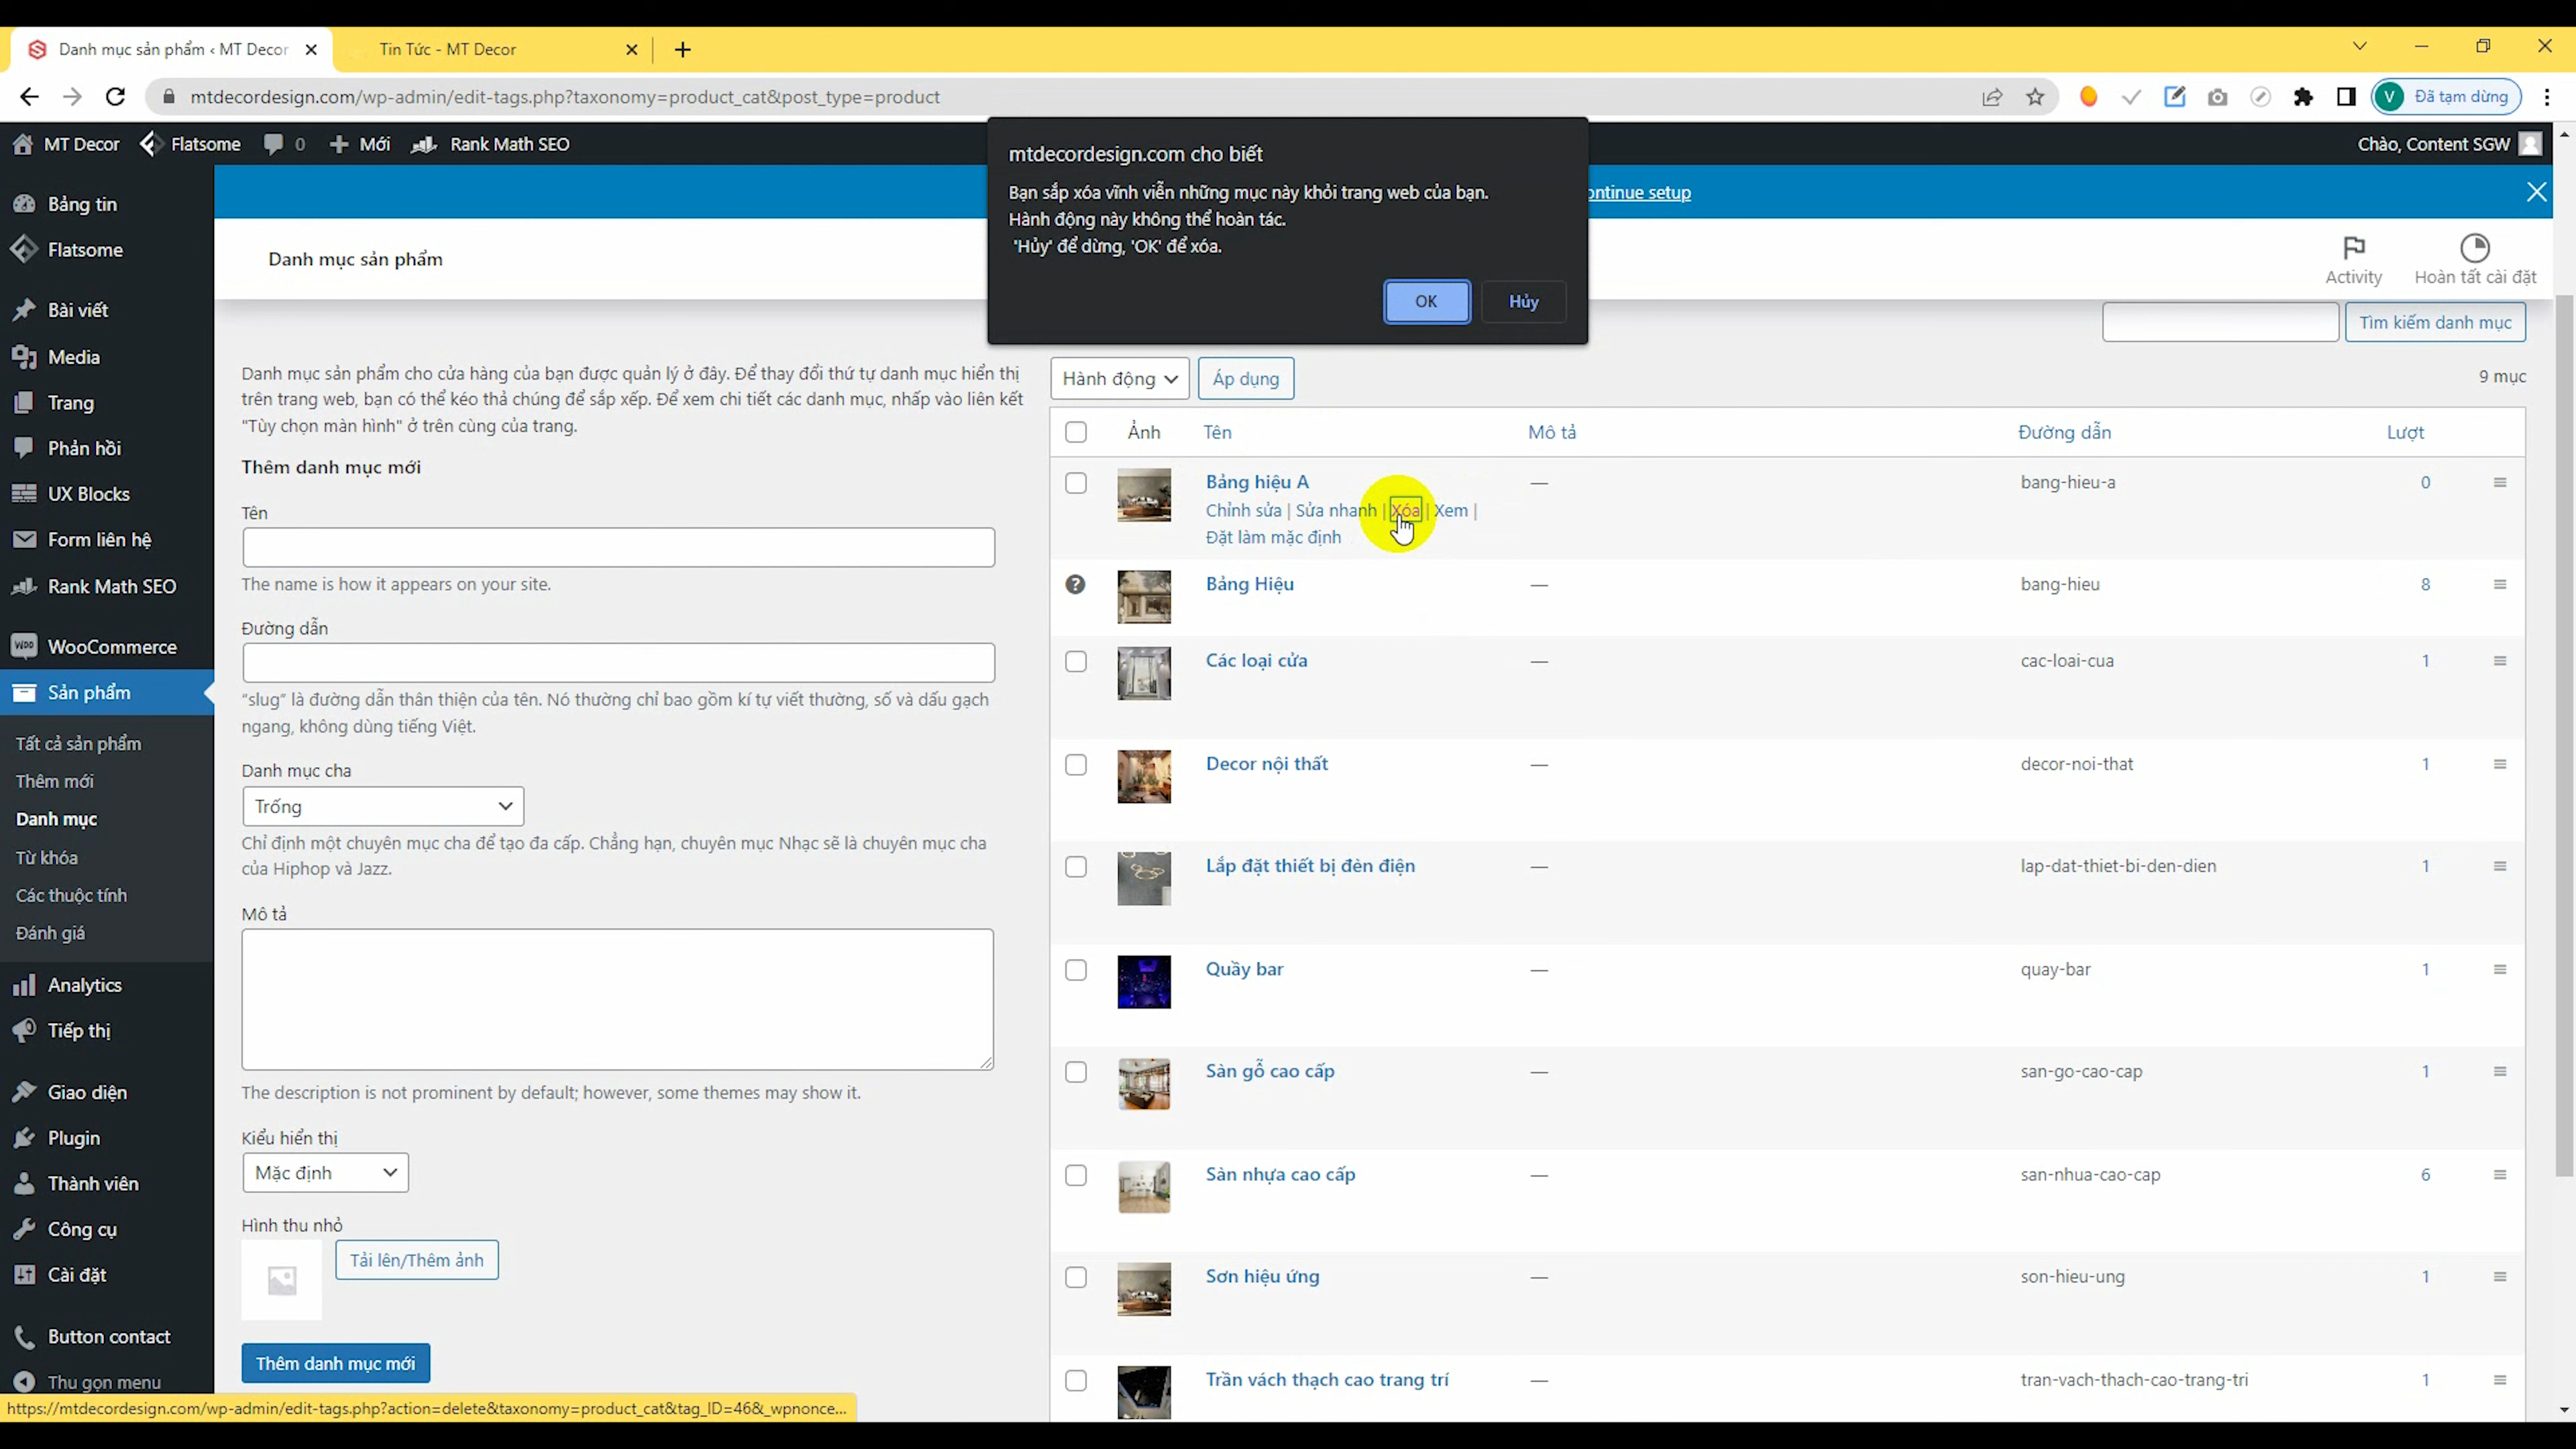 Danh mục sản phẩm ‹ MT Decor
Tin Tức - MT Decor
mtdecordesign.com/wp-admin/edit-tags.php?taxonomy=product_cat&post_type=product
V
Đã tạm dừng
MT Decor
Flatsome
0
Mới
Rank Math SEO
Chào, Content SGW
mtdecordesign.com cho biết
Bạn sắp xóa vĩnh viễn những mục này khỏi trang web của bạn.
Hành động này không thể hoàn tác.
'Hủy' để dừng, 'OK' để xóa.
OK
Hủy
ontinue setup
Danh mục sản phẩm
Activity
Hoàn tất cài đặt
Tìm kiếm danh mục
Bảng tin
Flatsome
Bài viết
Media
Trang
Phản hồi
UX Blocks
Form liên hệ
Rank Math SEO
WooCommerce
Sản phẩm
Tất cả sản phẩm
Thêm mới
Danh mục
Từ khóa
Các thuộc tính
Đánh giá
Analytics
Tiếp thị
Giao diện
Plugin
Thành viên
Công cụ
Cài đặt
Button contact
Thu gọn menu
Danh mục sản phẩm cho cửa hàng của bạn được quản lý ở đây. Để thay đổi thứ tự danh mục hiển thị
trên trang web, bạn có thể kéo thả chúng để sắp xếp. Để xem chi tiết các danh mục, nhấp vào liên kết
"Tùy chọn màn hình" ở trên cùng của trang.
Thêm danh mục mới
Tên
The name is how it appears on your site.
Đường dẫn
“slug” là đường dẫn thân thiện của tên. Nó thường chỉ bao gồm kí tự viết thường, số và dấu gạch
ngang, không dùng tiếng Việt.
Danh mục cha
Trống
Chỉ định một chuyên mục cha để tạo đa cấp. Chẳng hạn, chuyên mục Nhạc sẽ là chuyên mục cha
của Hiphop và Jazz.
Mô tả
The description is not prominent by default; however, some themes may show it.
Kiểu hiển thị
Mặc định
Hình thu nhỏ
Tải lên/Thêm ảnh
Thêm danh mục mới
Hành động
Áp dụng
9 mục
Ảnh Tên Mô tả Đường dẫn Lượt
Bảng hiệu A — bang-hieu-a 0
Chỉnh sửa | Sửa nhanh | Xóa | Xem |
Đặt làm mặc định
Bảng Hiệu — bang-hieu 8
Các loại cửa — cac-loai-cua 1
Decor nội thất — decor-noi-that 1
Lắp đặt thiết bị đèn điện — lap-dat-thiet-bi-den-dien 1
Quầy bar — quay-bar 1
Sàn gỗ cao cấp — san-go-cao-cap 1
Sàn nhựa cao cấp — san-nhua-cao-cap 6
Sơn hiệu ứng — son-hieu-ung 1
Trần vách thạch cao trang trí — tran-vach-thach-cao-trang-tri 1
https://mtdecordesign.com/wp-admin/edit-tags.php?action=delete&taxonomy=product_cat&tag_ID=46&_wpnonce...